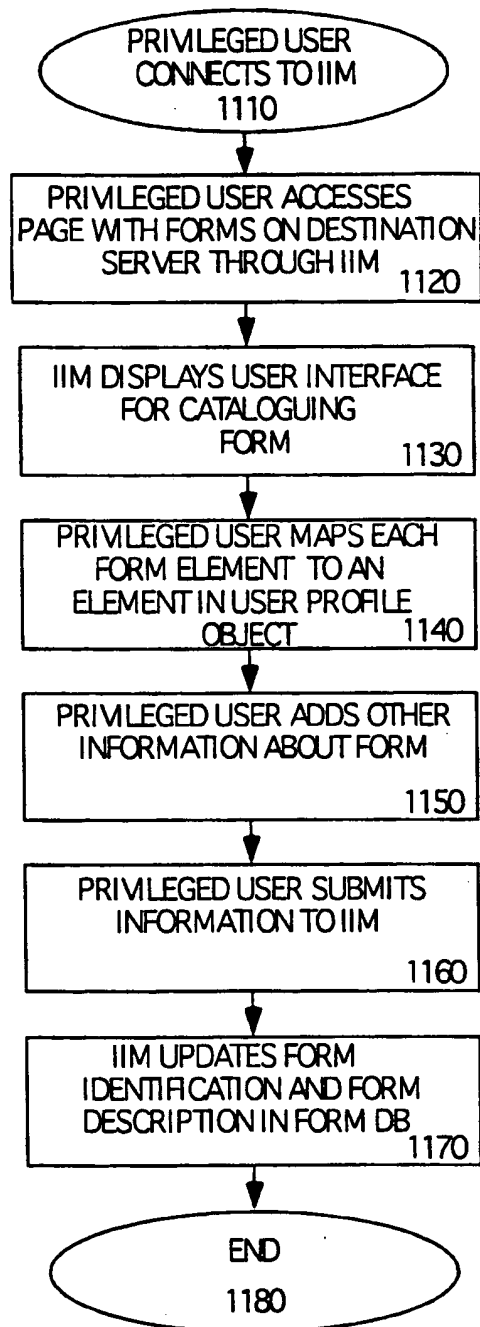 PRIVILEGED USER
CONNECTS TO IIM
1110
PRIVILEGED USER ACCESSES
PAGE WITH FORMS ON DESTINATION
SERVER THROUGH IIM
1120
IIM DISPLAYS USER INTERFACE
FOR CATALOGUING
FORM
1130
PRIVILEGED USER MAPS EACH
FORM ELEMENT TO AN
ELEMENT IN USER PROFILE
OBJECT
1140
PRIVILEGED USER ADDS OTHER
INFORMATION ABOUT FORM
1150
PRIVILEGED USER SUBMITS
INFORMATION TO IIM
1160
IIM UPDATES FORM
IDENTIFICATION AND FORM
DESCRIPTION IN FORM DB
1170
END
1180